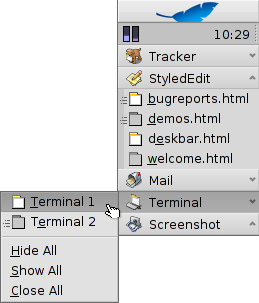 10:29
Tracker
StyledEdit
bugreports.html
demos.html
deskbar.html
welcome.html
Mail
Terminal
Screenshot
Terminal 1
Terminal 2
Hide All
Show All
Close All